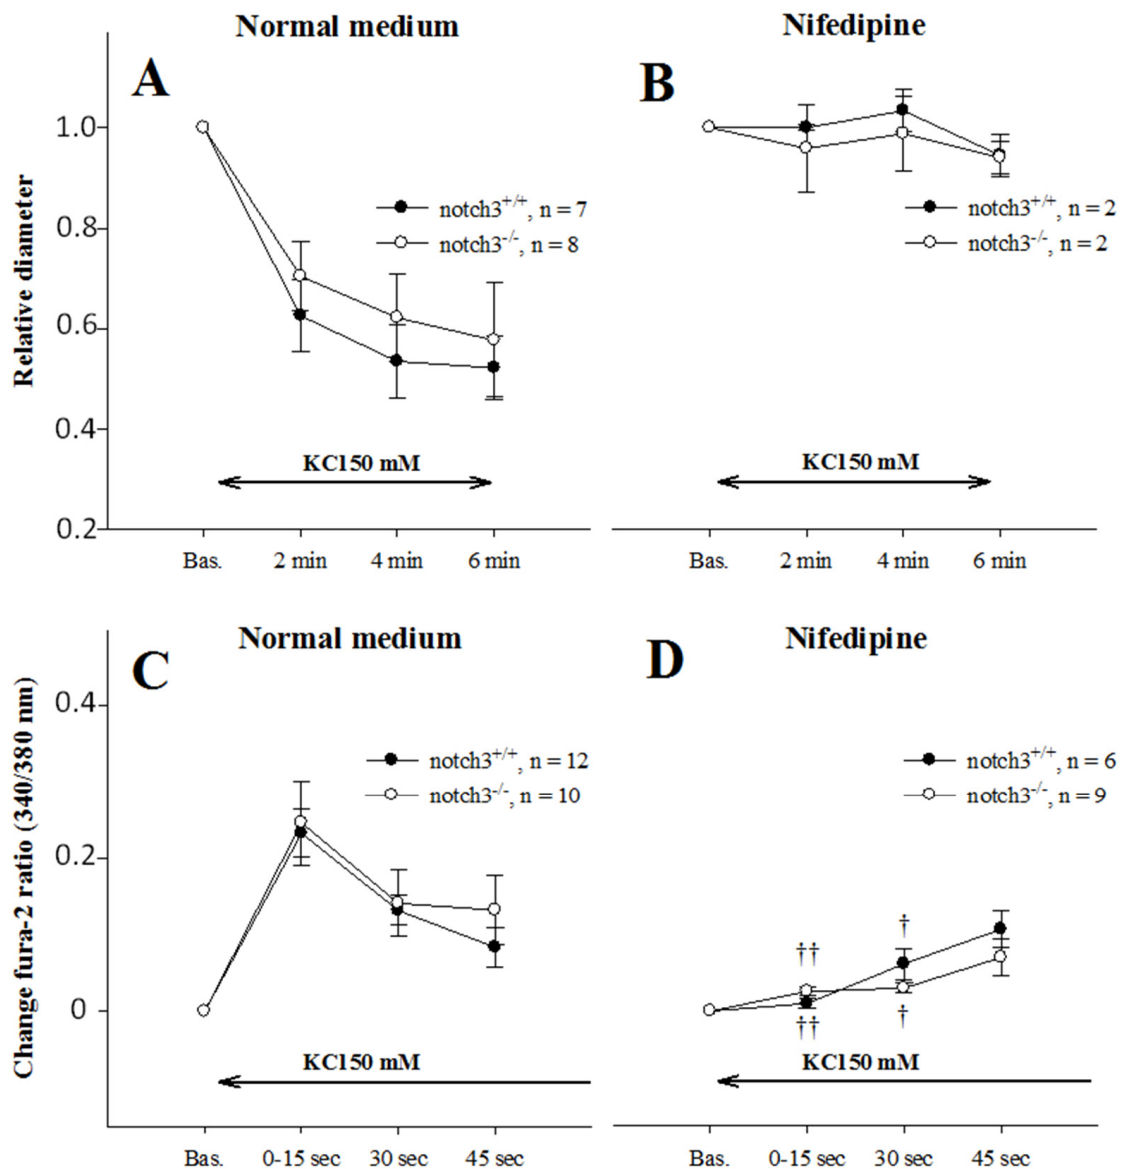 Normal medium
Nifedipine
A
B
1.0
0.8
0.6
0.4
0.2
Relative diameter
notch3+/+, n = 7
notch3-/-, n = 8
notch3+/+, n = 2
notch3-/-, n = 2
KCl 50 mM
KCl 50 mM
Bas. 2 min 4 min 6 min
Bas. 2 min 4 min 6 min
Normal medium
Nifedipine
C
D
0.4
0.2
0
Change fura-2 ratio (340/380 nm)
notch3+/+, n = 12
notch3-/-, n = 10
notch3+/+, n = 6
notch3-/-, n = 9
††
†
††
†
KCl 50 mM
KCl 50 mM
Bas. 0-15 sec 30 sec 45 sec
Bas. 0-15 sec 30 sec 45 sec